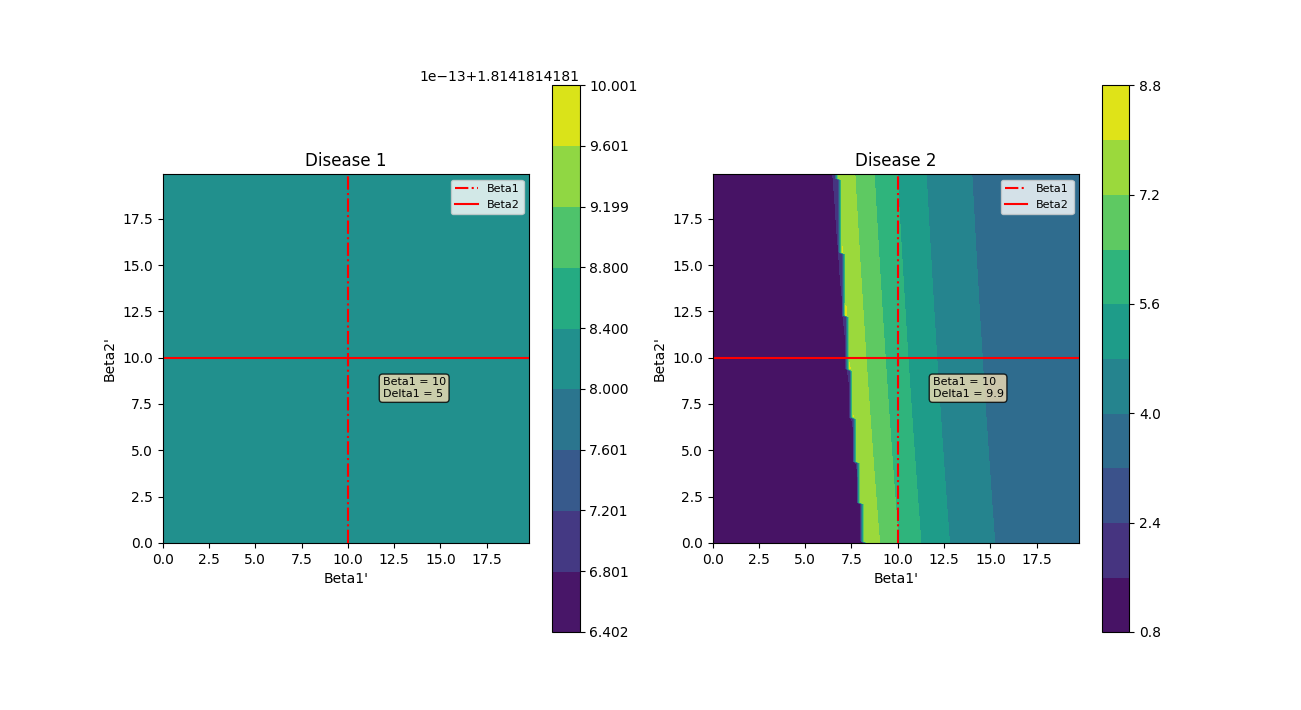 1e−13+1.8141814181
Disease 1
Beta1
Beta2
17.5
15.0
12.5
10.0
7.5
5.0
2.5
0.0
Beta2'
Beta1 = 10
Delta1 = 5
0.0 2.5 5.0 7.5 10.0 12.5 15.0 17.5
Beta1'
10.001
9.601
9.199
8.800
8.400
8.000
7.601
7.201
6.801
6.402
Disease 2
Beta1
Beta2
17.5
15.0
12.5
10.0
7.5
5.0
2.5
0.0
Beta2'
Beta1 = 10
Delta1 = 9.9
0.0 2.5 5.0 7.5 10.0 12.5 15.0 17.5
Beta1'
8.8
7.2
5.6
4.0
2.4
0.8